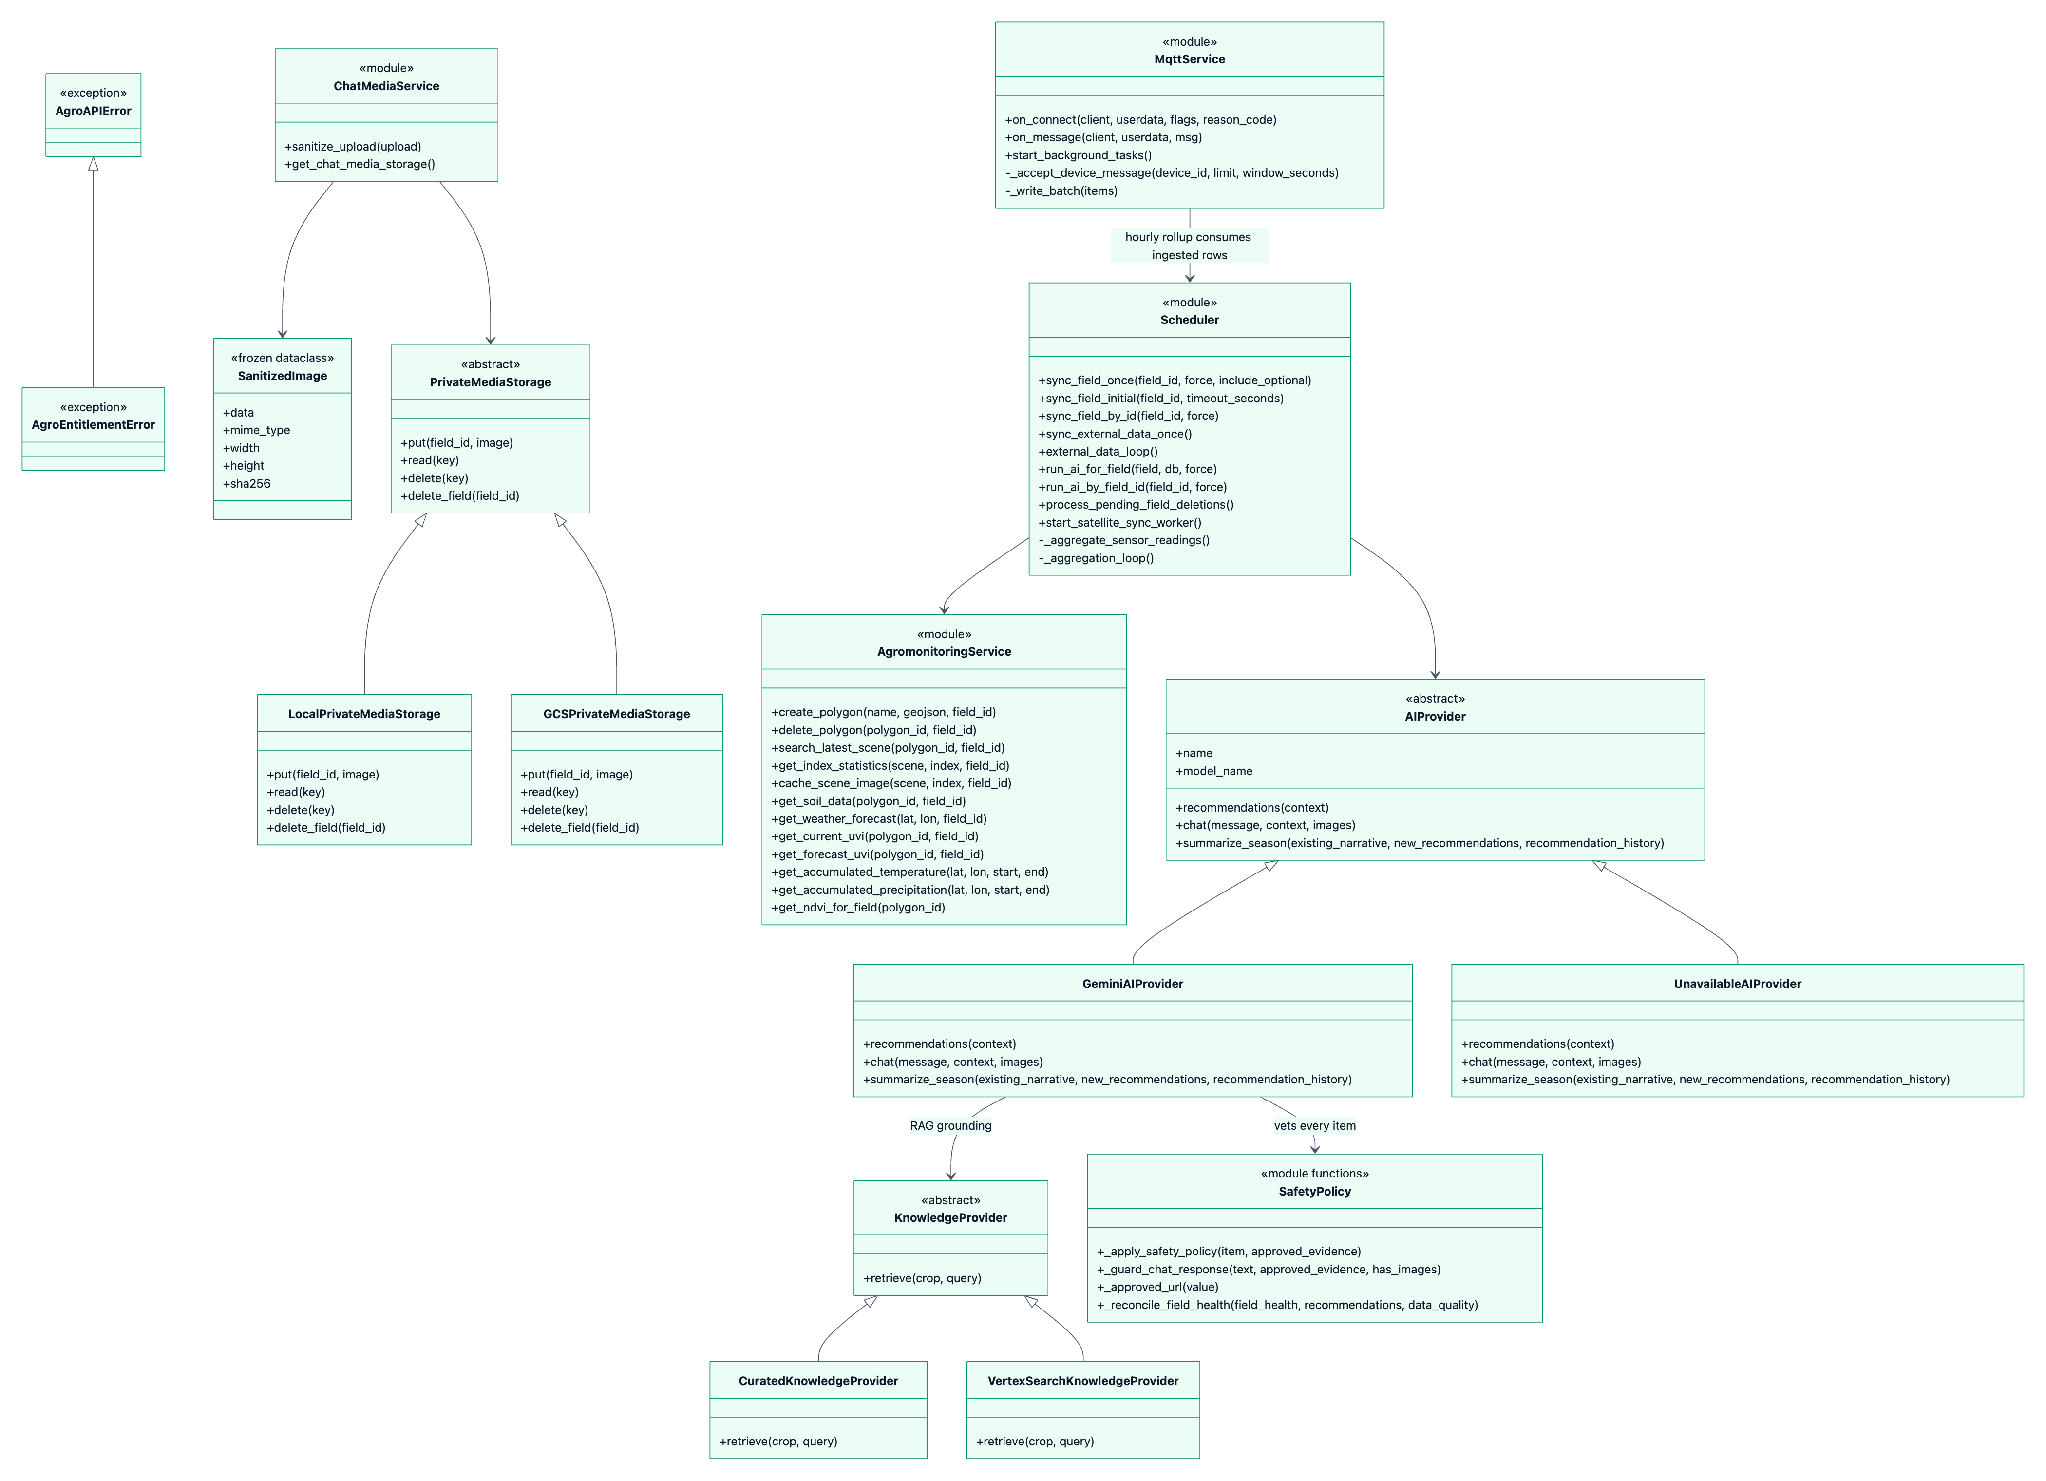 «exception»
AgroAPIError
«exception»
AgroEntitlementError
«module»
ChatMediaService
+sanitize_upload(upload)
+get_chat_media_storage()
«frozen dataclass»
SanitizedImage
+data
+mime_type
+width
+height
+sha256
«abstract»
PrivateMediaStorage
+put(field_id, image)
+read(key)
+delete(key)
+delete_field(field_id)
LocalPrivateMediaStorage
+put(field_id, image)
+read(key)
+delete(key)
+delete_field(field_id)
GCSPrivateMediaStorage
+put(field_id, image)
+read(key)
+delete(key)
+delete_field(field_id)
«module»
MqttService
+on_connect(client, userdata, flags, reason_code)
+on_message(client, userdata, msg)
+start_background_tasks()
-_accept_device_message(device_id, limit, window_seconds)
-_write_batch(items)
hourly rollup consumes
ingested rows
«module»
Scheduler
+sync_field_once(field_id, force, include_optional)
+sync_field_initial(field_id, timeout_seconds)
+sync_field_by_id(field_id, force)
+sync_external_data_once()
+external_data_loop()
+run_ai_for_field(field, db, force)
+run_ai_by_field_id(field_id, force)
+process_pending_field_deletions()
+start_satellite_sync_worker()
-_aggregate_sensor_readings()
-_aggregation_loop()
«module»
AgromonitoringService
+create_polygon(name, geojson, field_id)
+delete_polygon(polygon_id, field_id)
+search_latest_scene(polygon_id, field_id)
+get_index_statistics(scene, index, field_id)
+cache_scene_image(scene, index, field_id)
+get_soil_data(polygon_id, field_id)
+get_weather_forecast(lat, lon, field_id)
+get_current_uvi(polygon_id, field_id)
+get_forecast_uvi(polygon_id, field_id)
+get_accumulated_temperature(lat, lon, start, end)
+get_accumulated_precipitation(lat, lon, start, end)
+get_ndvi_for_field(polygon_id)
«abstract»
AIProvider
+name
+model_name
+recommendations(context)
+chat(message, context, images)
+summarize_season(existing_narrative, new_recommendations, recommendation_history)
GeminiAIProvider
+recommendations(context)
+chat(message, context, images)
+summarize_season(existing_narrative, new_recommendations, recommendation_history)
UnavailableAIProvider
+recommendations(context)
+chat(message, context, images)
+summarize_season(existing_narrative, new_recommendations, recommendation_history)
RAG grounding
vets every item
«abstract»
KnowledgeProvider
+retrieve(crop, query)
«module functions»
SafetyPolicy
+_apply_safety_policy(item, approved_evidence)
+_guard_chat_response(text, approved_evidence, has_images)
+_approved_url(value)
+_reconcile_field_health(field_health, recommendations, data_quality)
CuratedKnowledgeProvider
+retrieve(crop, query)
VertexSearchKnowledgeProvider
+retrieve(crop, query)